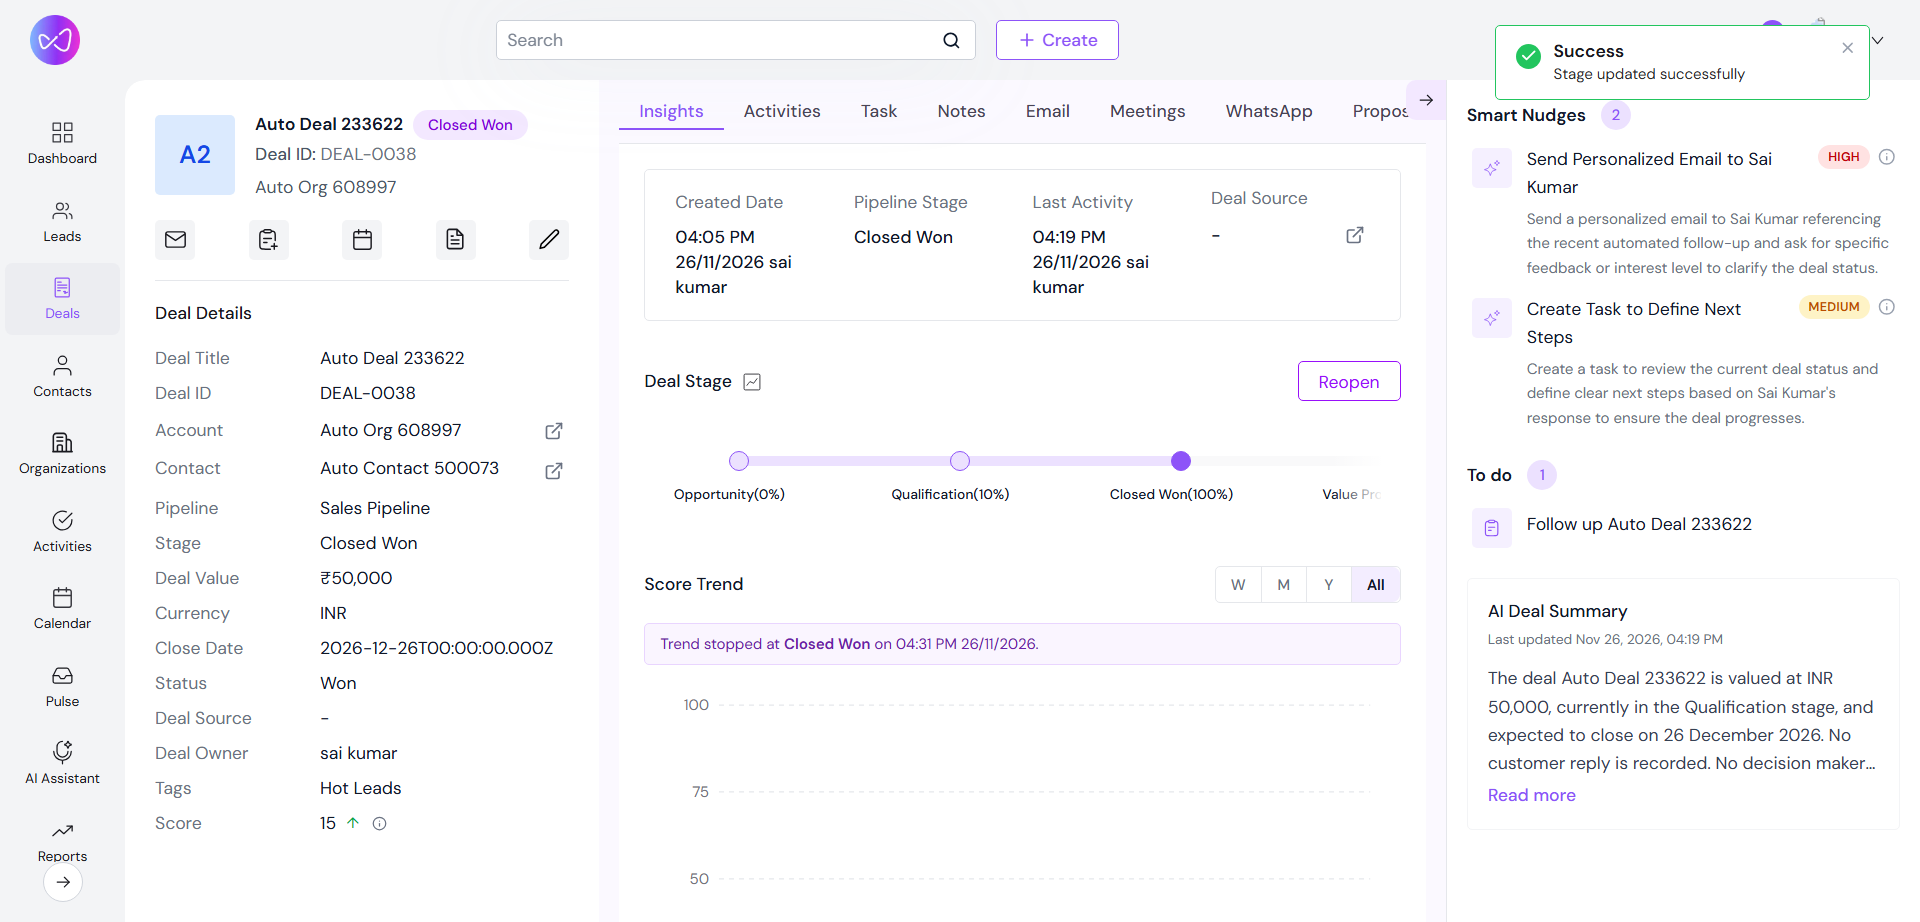 Search
+ Create
Success
Stage updated successfully
Dashboard
Leads
Deals
Contacts
Organizations
Activities
Calendar
Pulse
AI Assistant
Reports
A2
Auto Deal 233622
Closed Won
Deal ID: DEAL-0038
Auto Org 608997
Deal Details
Deal Title Auto Deal 233622
Deal ID DEAL-0038
Account Auto Org 608997
Contact Auto Contact 500073
Pipeline Sales Pipeline
Stage Closed Won
Deal Value ₹50,000
Currency INR
Close Date 2026-12-26T00:00:00.000Z
Status Won
Deal Source -
Deal Owner sai kumar
Tags Hot Leads
Score 15
Insights Activities Task Notes Email Meetings WhatsApp Propos
Created Date
04:05 PM
26/11/2026 sai
kumar
Pipeline Stage
Closed Won
Last Activity
04:19 PM
26/11/2026 sai
kumar
Deal Source
-
Deal Stage
Reopen
Opportunity(0%)
Qualification(10%)
Closed Won(100%)
Value Pro
Score Trend
W M Y All
Trend stopped at Closed Won on 04:31 PM 26/11/2026.
100
75
50
Smart Nudges 2
Send Personalized Email to Sai
Kumar
HIGH
Send a personalized email to Sai Kumar referencing
the recent automated follow-up and ask for specific
feedback or interest level to clarify the deal status.
Create Task to Define Next
Steps
MEDIUM
Create a task to review the current deal status and
define clear next steps based on Sai Kumar's
response to ensure the deal progresses.
To do 1
Follow up Auto Deal 233622
AI Deal Summary
Last updated Nov 26, 2026, 04:19 PM
The deal Auto Deal 233622 is valued at INR
50,000, currently in the Qualification stage, and
expected to close on 26 December 2026. No
customer reply is recorded. No decision maker...
Read more